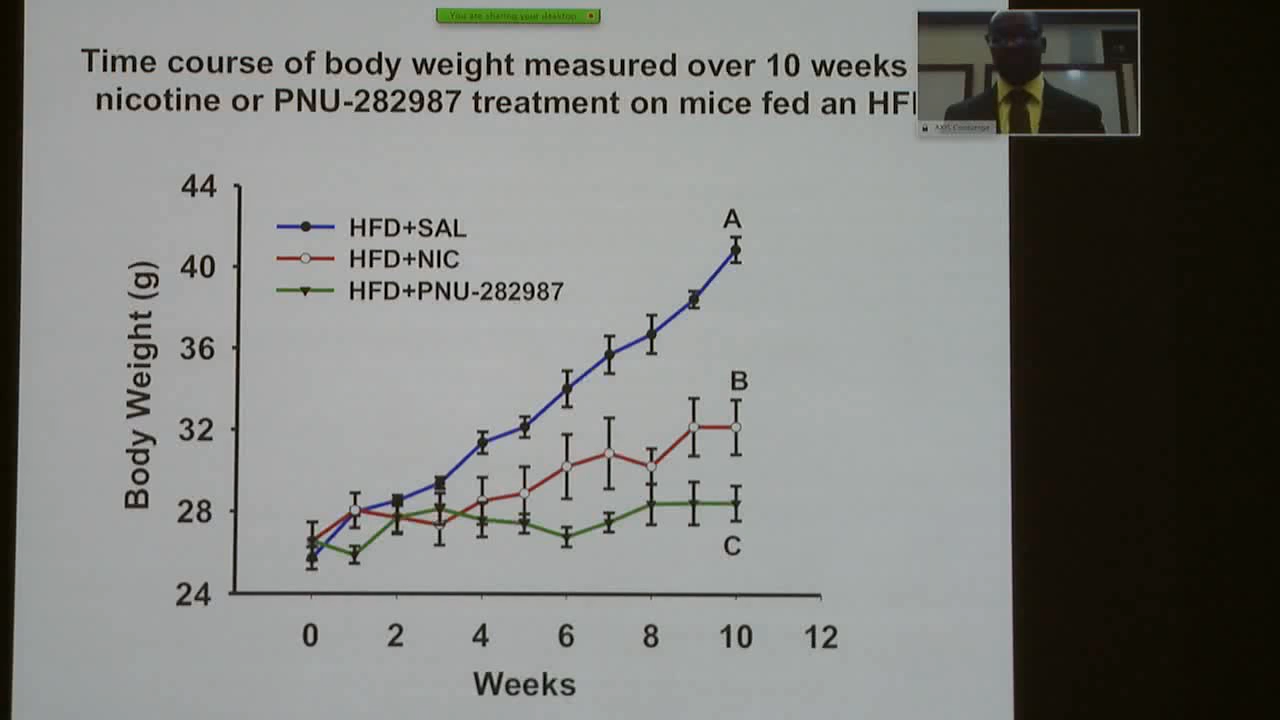 You are sharing your desktop
Time course of body weight measured over 10 weeks
nicotine or PNU-282987 treatment on mice fed an HF
44
40
36
32
28
24
Body Weight (g)
HFD+SAL
HFD+NIC
HFD+PNU-282987
A
B
C
0 2 4 6 8 10 12
Weeks